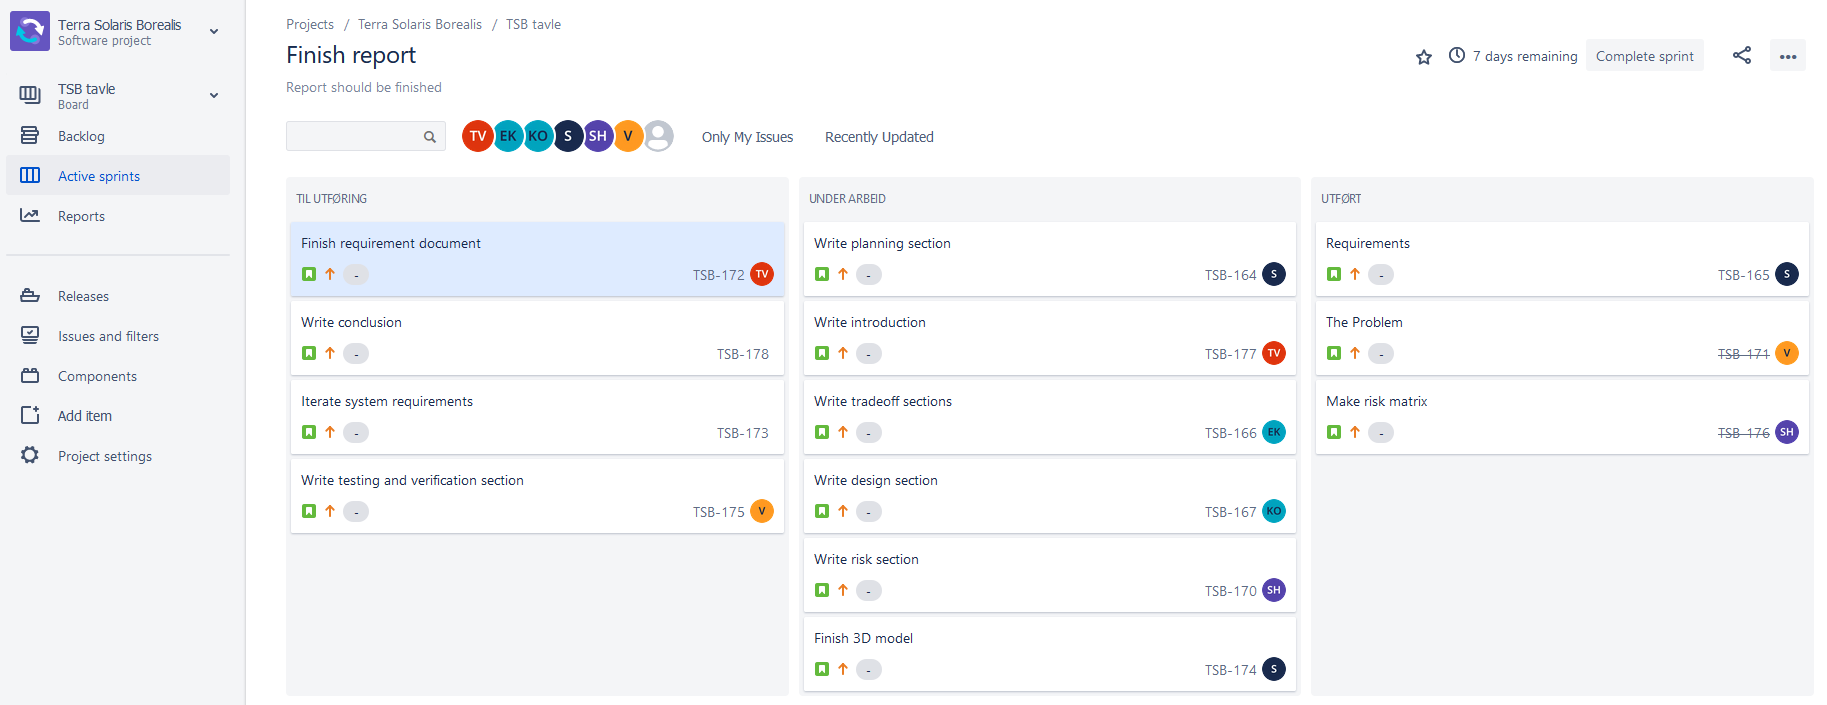 Terra Solaris Borealis
Software project
TSB tavle
Board
Backlog
Active sprints
Reports
Releases
Issues and filters
Components
Add item
Project settings
Projects / Terra Solaris Borealis / TSB tavle
Finish report
7 days remaining Complete sprint
Report should be finished
TV EK KO S SH V Only My Issues Recently Updated
TIL UTFØRING
Finish requirement document
- TSB-172 TV
Write conclusion
- TSB-178
Iterate system requirements
- TSB-173
Write testing and verification section
- TSB-175 V
UNDER ARBEID
Write planning section
- TSB-164 S
Write introduction
- TSB-177 TV
Write tradeoff sections
- TSB-166 EK
Write design section
- TSB-167 KO
Write risk section
- TSB-170 SH
Finish 3D model
- TSB-174 S
UTFØRT
Requirements
- TSB-165 S
The Problem
- TSB-171 V
Make risk matrix
- TSB-176 SH